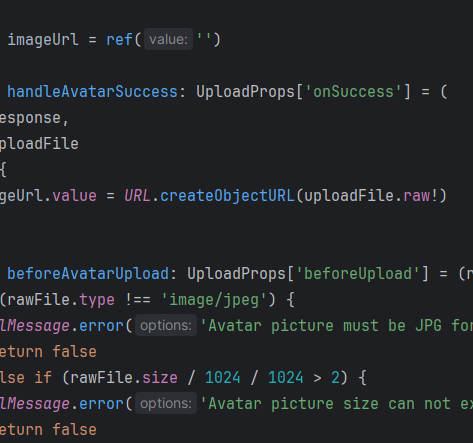 imageUrl = ref( value: '')
handleAvatarSuccess: UploadProps['onSuccess'] = (
esponse,
ploadFile
{
geUrl.value = URL.createObjectURL(uploadFile.raw!)
beforeAvatarUpload: UploadProps['beforeUpload'] = (r
(rawFile.type !== 'image/jpeg') {
lMessage.error( options: 'Avatar picture must be JPG for
eturn false
lse if (rawFile.size / 1024 / 1024 > 2) {
lMessage.error( options: 'Avatar picture size can not ex
eturn false